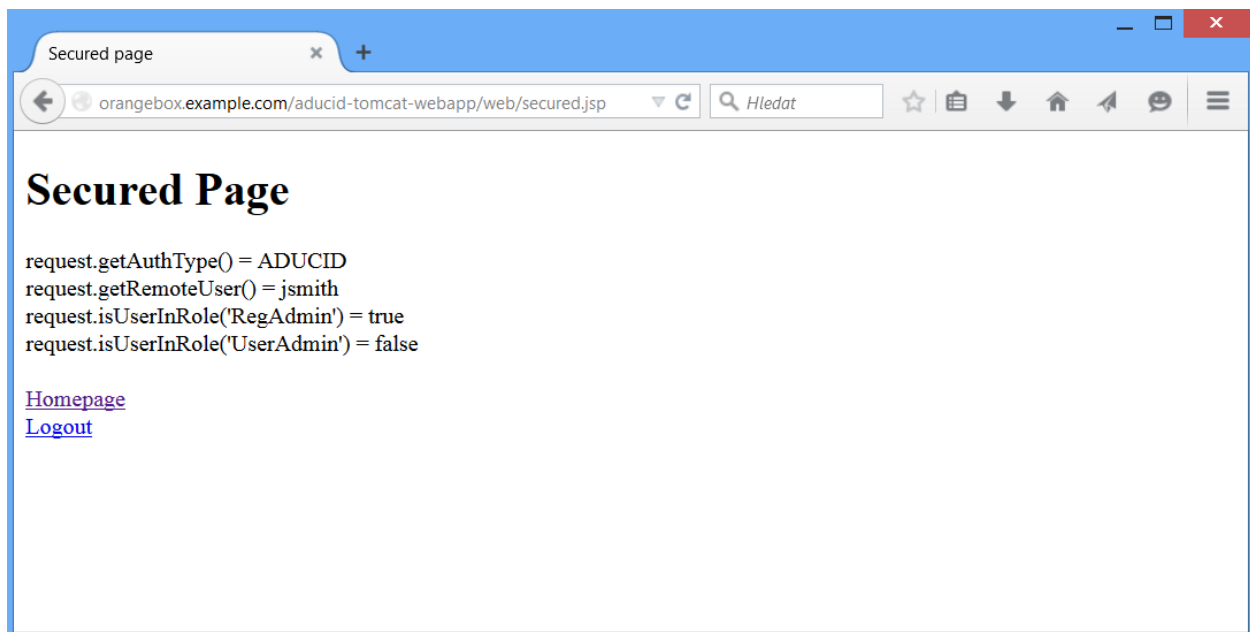 Secured page
orangebox.example.com/aducid-tomcat-webapp/web/secured.jsp
Hledat
Secured Page
request.getAuthType() = ADUCID
request.getRemoteUser() = jsmith
request.isUserInRole('RegAdmin') = true
request.isUserInRole('UserAdmin') = false
Homepage
Logout